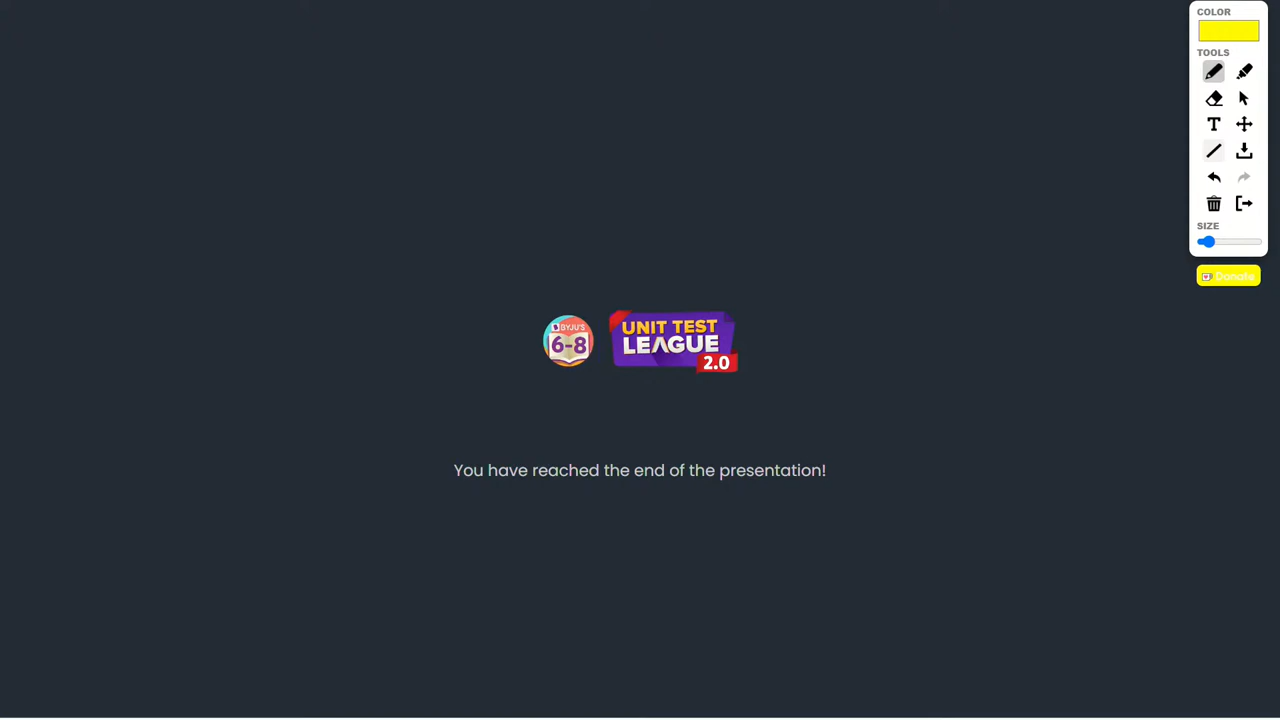 COLOR
TOOLS
T
SIZE
Donate
BYJU'S
6-8
UNIT TEST
LEAGUE
2.0
You have reached the end of the presentation!